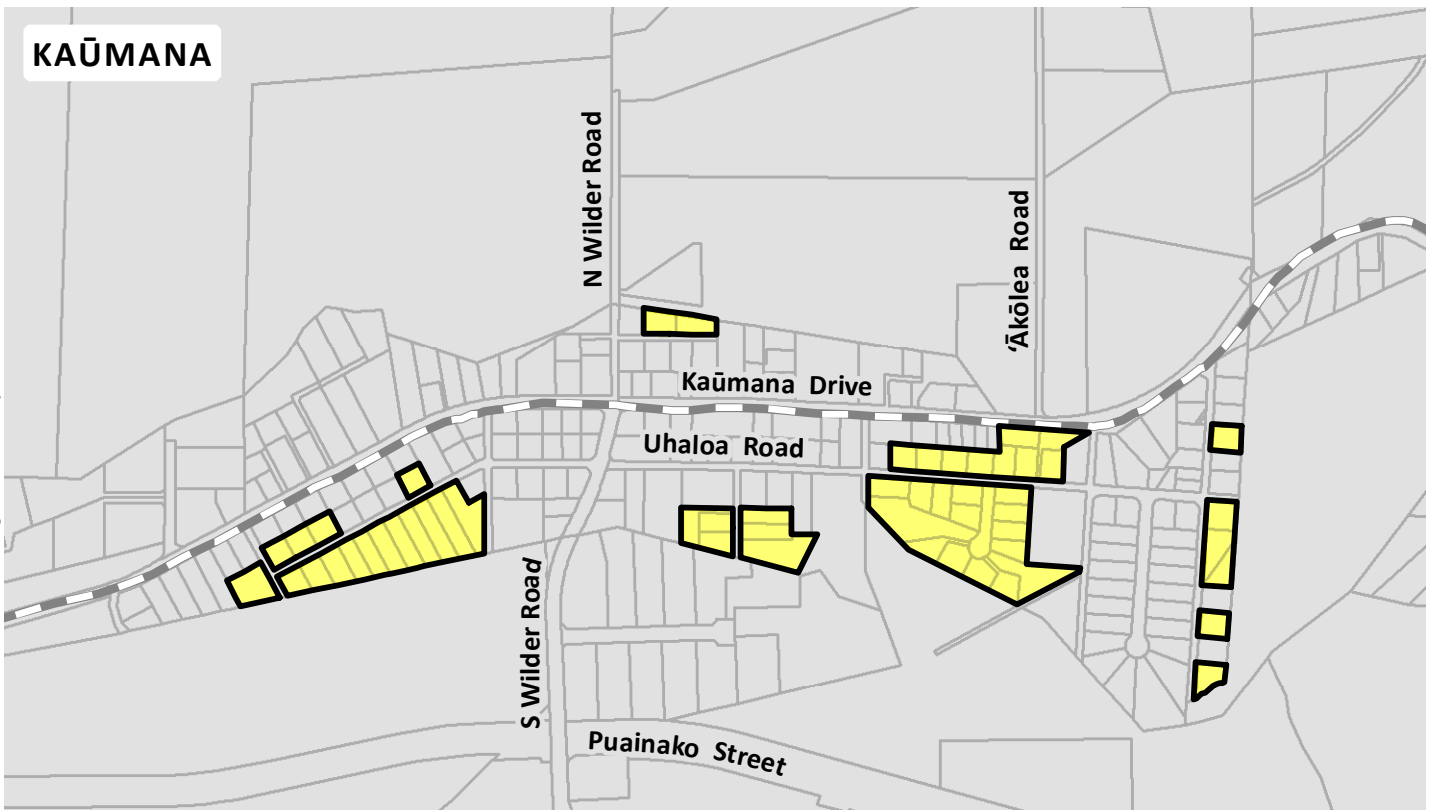 KAŪMANA
N Wilder Road
ʻĀkōlea Road
Kaūmana Drive
Uhaloa Road
S Wilder Road
Puainako Street